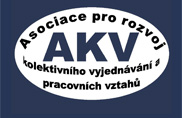 Asociace pro rozvoj
AKV
kolektivního vyjednávání a
pracovních vztahů